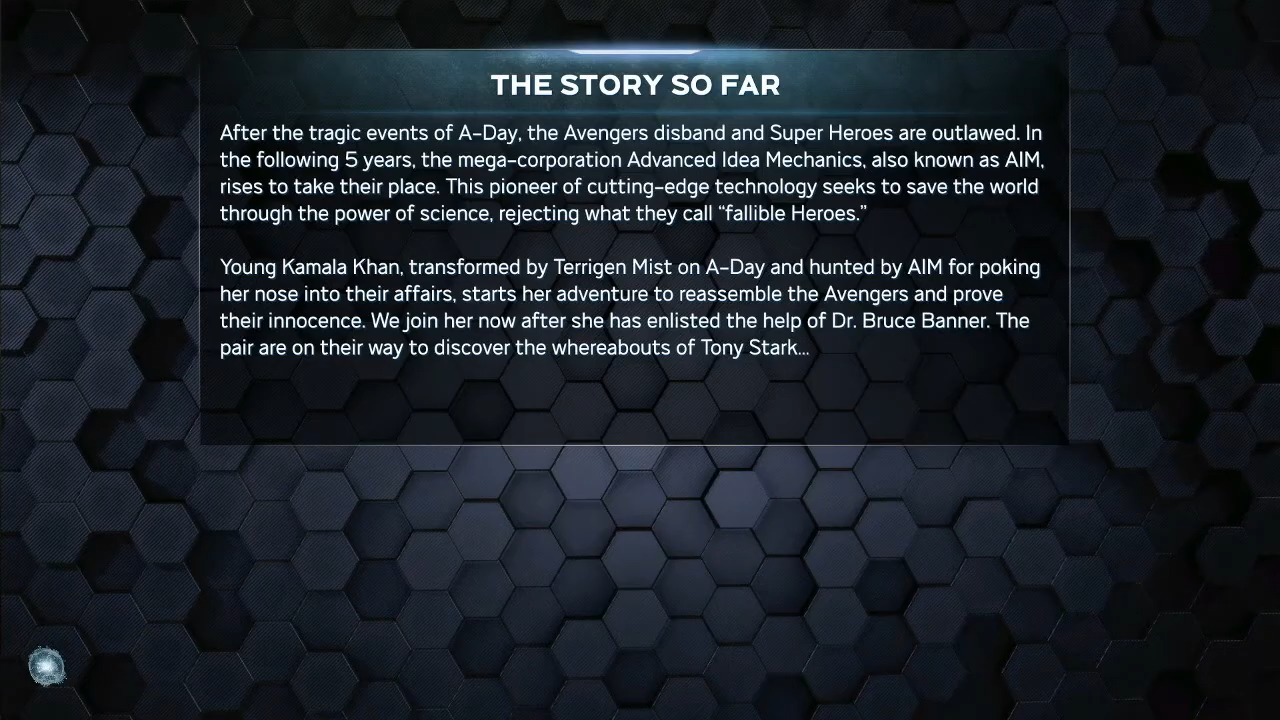 THE STORY SO FAR
After the tragic events of A-Day, the Avengers disband and Super Heroes are outlawed. In
the following 5 years, the mega-corporation Advanced Idea Mechanics, also known as AIM,
rises to take their place. This pioneer of cutting-edge technology seeks to save the world
through the power of science, rejecting what they call “fallible Heroes.”
Young Kamala Khan, transformed by Terrigen Mist on A-Day and hunted by AIM for poking
her nose into their affairs, starts her adventure to reassemble the Avengers and prove
their innocence. We join her now after she has enlisted the help of Dr. Bruce Banner. The
pair are on their way to discover the whereabouts of Tony Stark...